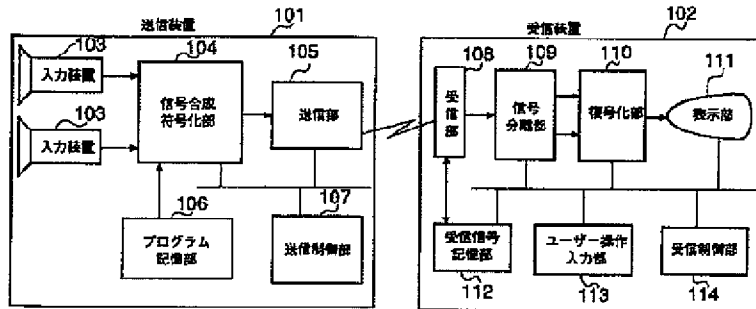 送信装置
101
103
入力装置
103
入力装置
104
信号合成
符号化部
105
送信部
106
プログラム
記憶部
107
送信制御部
受信装置
102
108
受信部
109
信号
分離部
110
復号化部
111
表示部
受信信号
記憶部
112
ユーザー操作
入力部
113
受信制御部
114